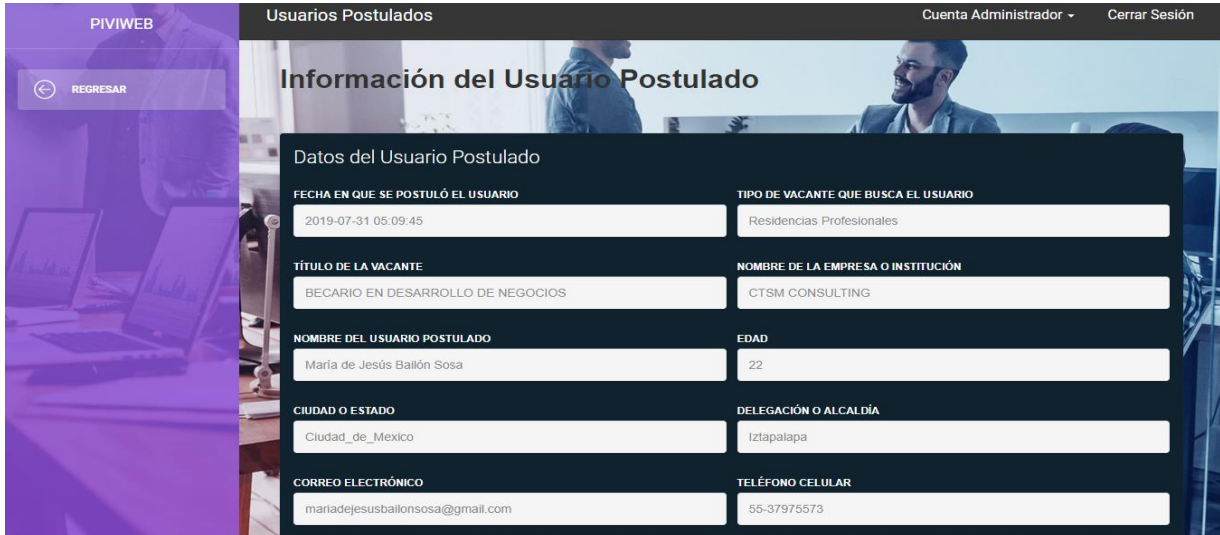 PIVIWEB
Usuarios Postulados
Cuenta Administrador
Cerrar Sesión
REGRESAR
Información del Usuario Postulado
Datos del Usuario Postulado
FECHA EN QUE SE POSTULÓ EL USUARIO
TIPO DE VACANTE QUE BUSCA EL USUARIO
2019-07-31 05:09:45
Residencias Profesionales
TÍTULO DE LA VACANTE
NOMBRE DE LA EMPRESA O INSTITUCIÓN
BECARIO EN DESARROLLO DE NEGOCIOS
CTSM CONSULTING
NOMBRE DEL USUARIO POSTULADO
EDAD
María de Jesús Bailón Sosa
22
CIUDAD O ESTADO
DELEGACIÓN O ALCALDÍA
Ciudad_de_Mexico
Iztapalapa
CORREO ELECTRÓNICO
TELÉFONO CELULAR
mariadejesusbailonsosa@gmail.com
55-37975573